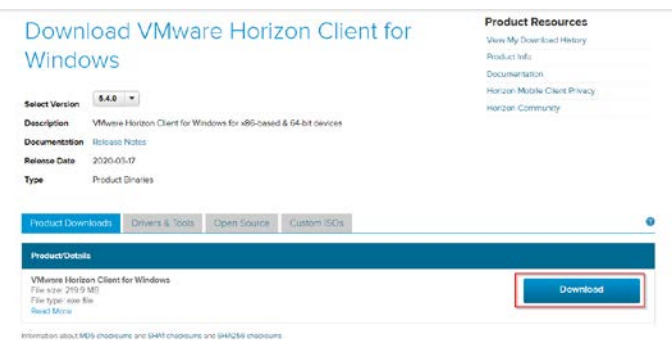 Download VMware Horizon Client for
Windows
Select Version 5.4.0
Description VMware Horizon Client for Windows for x86-based & 64-bit devices
Documentation Release Notes
Release Date 2020-03-17
Type Product Binaries
Product Resources
View My Download History
Product Info
Documentation
Horizon Mobile Client Privacy
Horizon Community
Product Downloads Drivers & Tools Open Source Custom ISOs
Product/Details
VMware Horizon Client for Windows
File size: 219.9 MB
File type: exe file
Read More
Download
Information about MD5 checksums and SHA1 checksums and SHA256 checksums